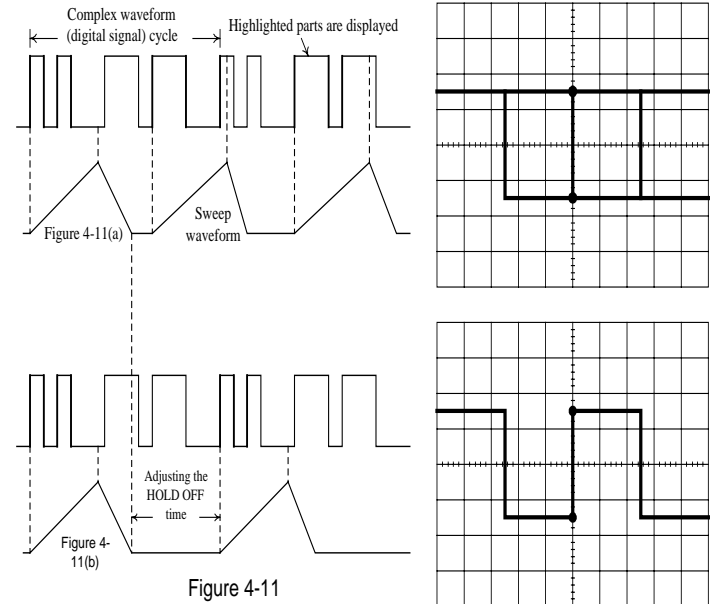 Complex waveform
(digital signal) cycle
Highlighted parts are displayed
Figure 4-11(a)
Sweep
waveform
Adjusting the
HOLD OFF
time
Figure 4-
11(b)
Figure 4-11